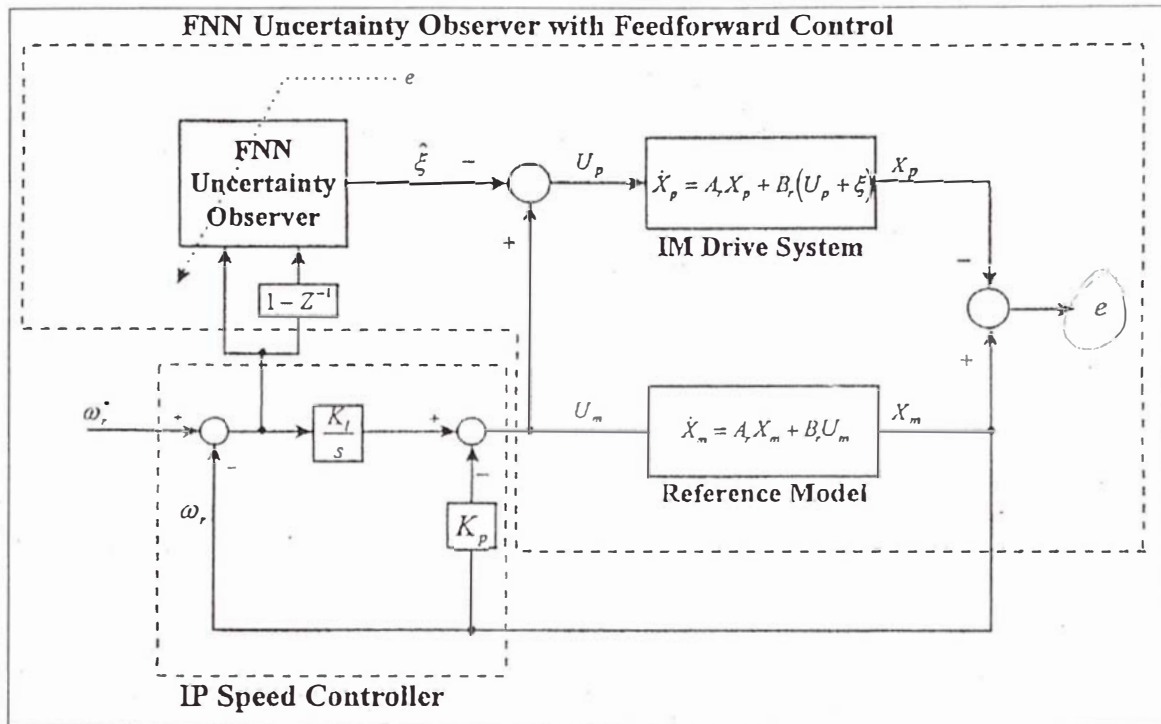 FNN Uncertainty Observer with Feedforward Control
e
FNN
Uncertainty
Observer
ξ̂
−
U_p
Ẋ_p = A_r X_p + B_r(U_p + ξ)
X_p
IM Drive System
+
−
1 − Z⁻¹
e
+
ω_r*
+
K_I
s
+
U_m
Ẋ_m = A_r X_m + B_r U_m
X_m
−
−
Reference Model
ω_r
K_p
IP Speed Controller